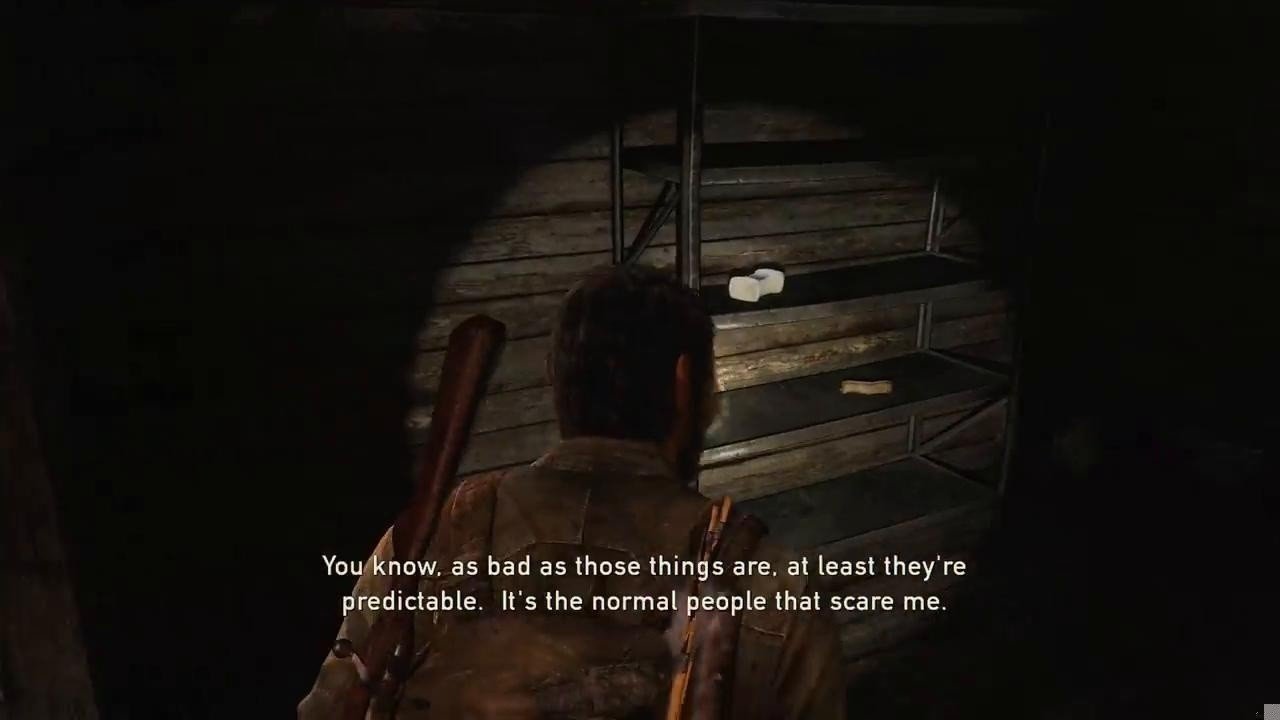 You know, as bad as those things are, at least they're
predictable.  It's the normal people that scare me.